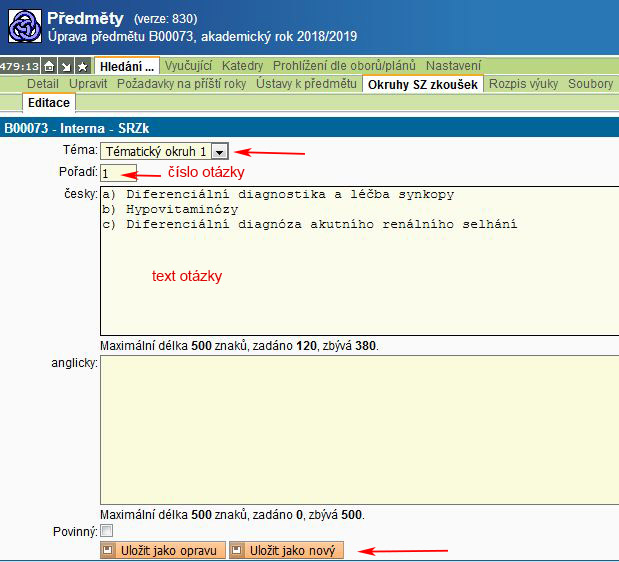 Předměty (verze: 830)
Úprava předmětu B00073, akademický rok 2018/2019
479:13 Hledání ... Vyučující Katedry Prohlížení dle oborů/plánů Nastavení
Detail Upravit Požadavky na příští roky Ústavy k předmětu Okruhy SZ zkoušek Rozpis výuky Soubory
Editace
B00073 - Interna - SRZk
Téma: Tématický okruh 1
Pořadí: 1 číslo otázky
česky: a) Diferenciální diagnostika a léčba synkopy
b) Hypovitaminózy
c) Diferenciální diagnóza akutního renálního selhání
text otázky
Maximální délka 500 znaků, zadáno 120, zbývá 380.
anglicky:
Maximální délka 500 znaků, zadáno 0, zbývá 500.
Povinný:
Uložit jako opravu Uložit jako nový